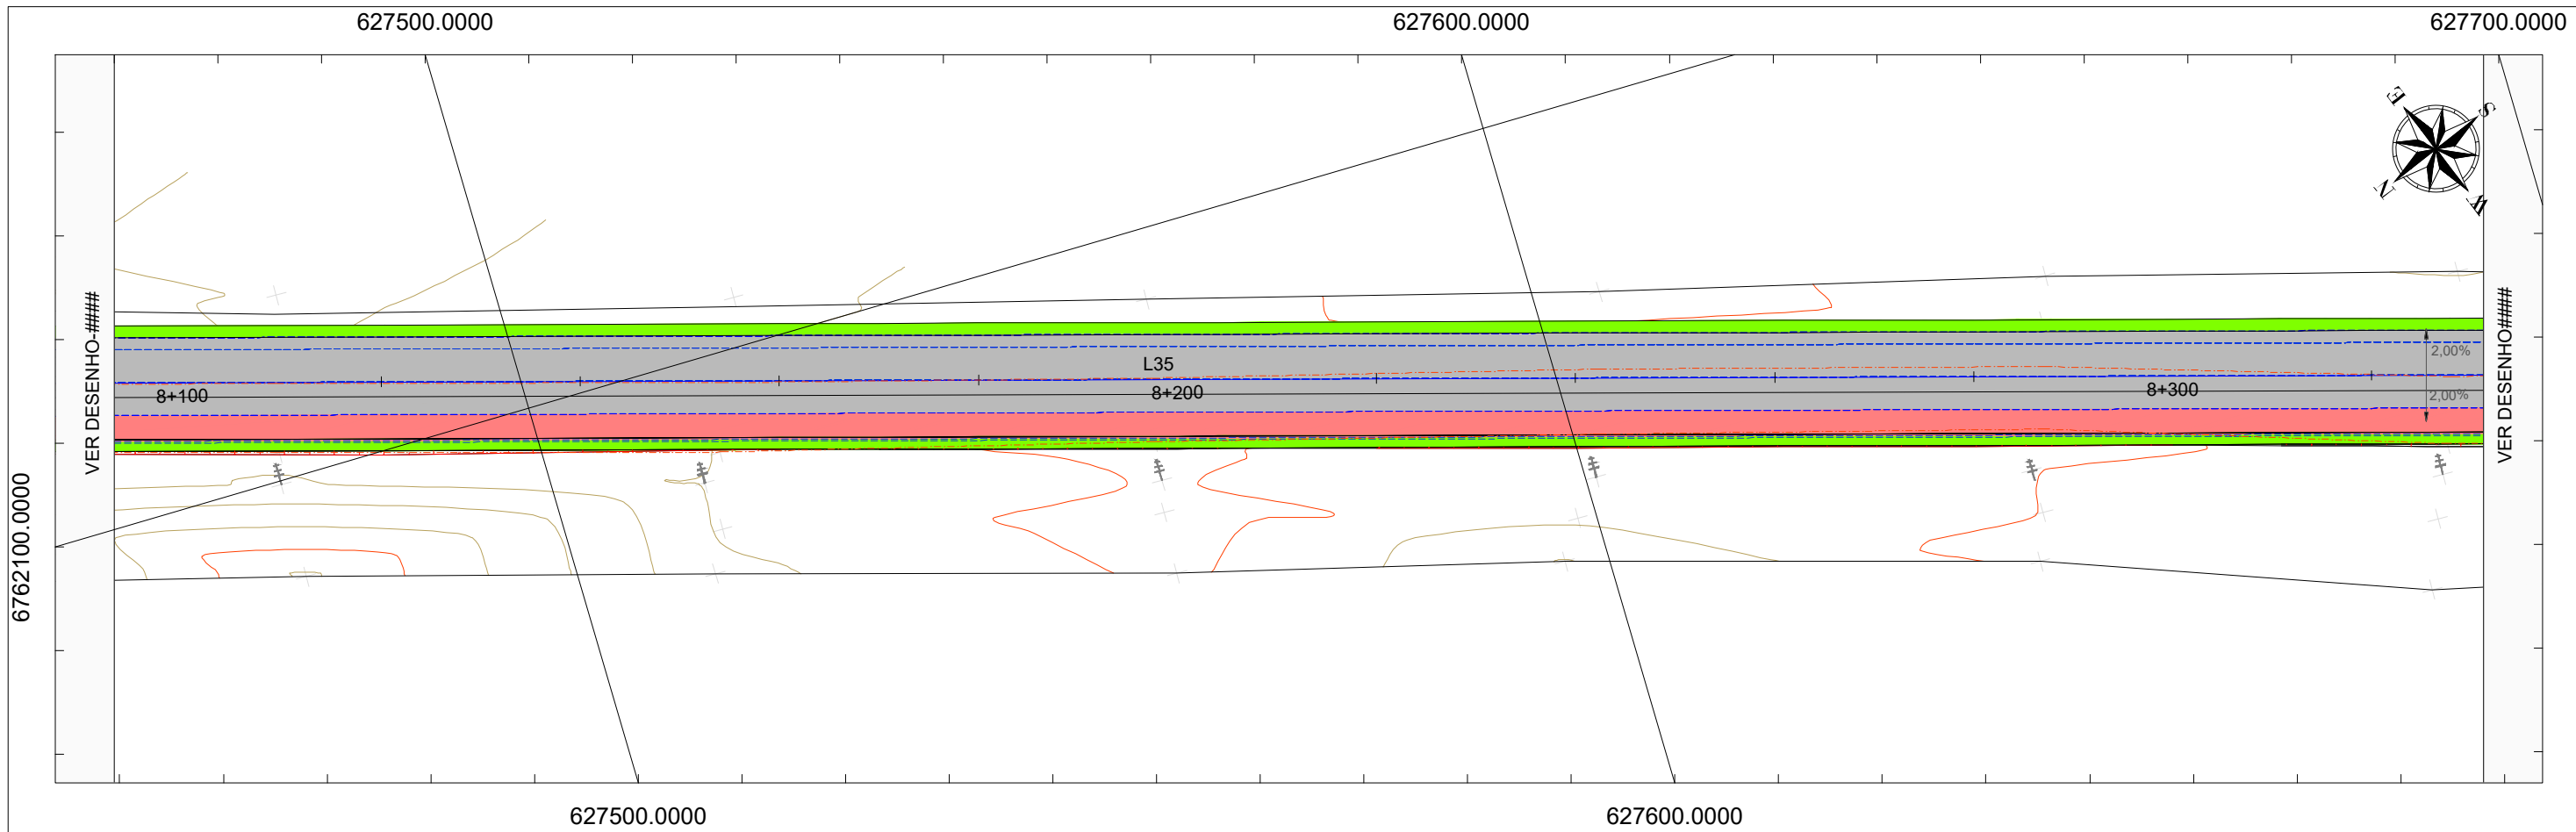 627500.0000
627600.0000
627700.0000
E
S
N
W
VER DESENHO-####
VER DESENHO####
L35
2,00%
8+100
8+200
8+300
2,00%
6762100.0000
627500.0000
627600.0000